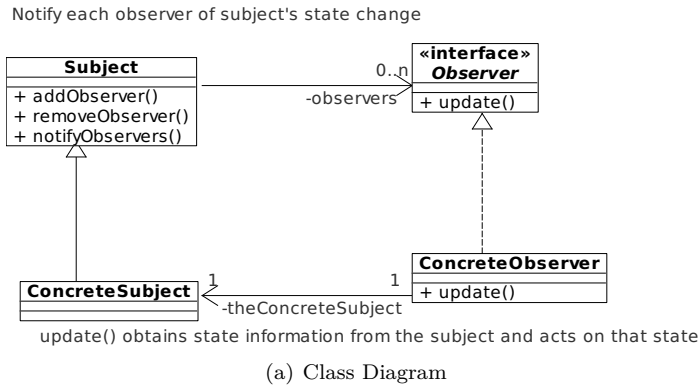 Notify each observer of subject's state change
Subject
+ addObserver()
+ removeObserver()
+ notifyObservers()
0..n
-observers
«interface»
Observer
+ update()
ConcreteSubject
1
-theConcreteSubject
1
ConcreteObserver
+ update()
update() obtains state information from the subject and acts on that state
(a) Class Diagram